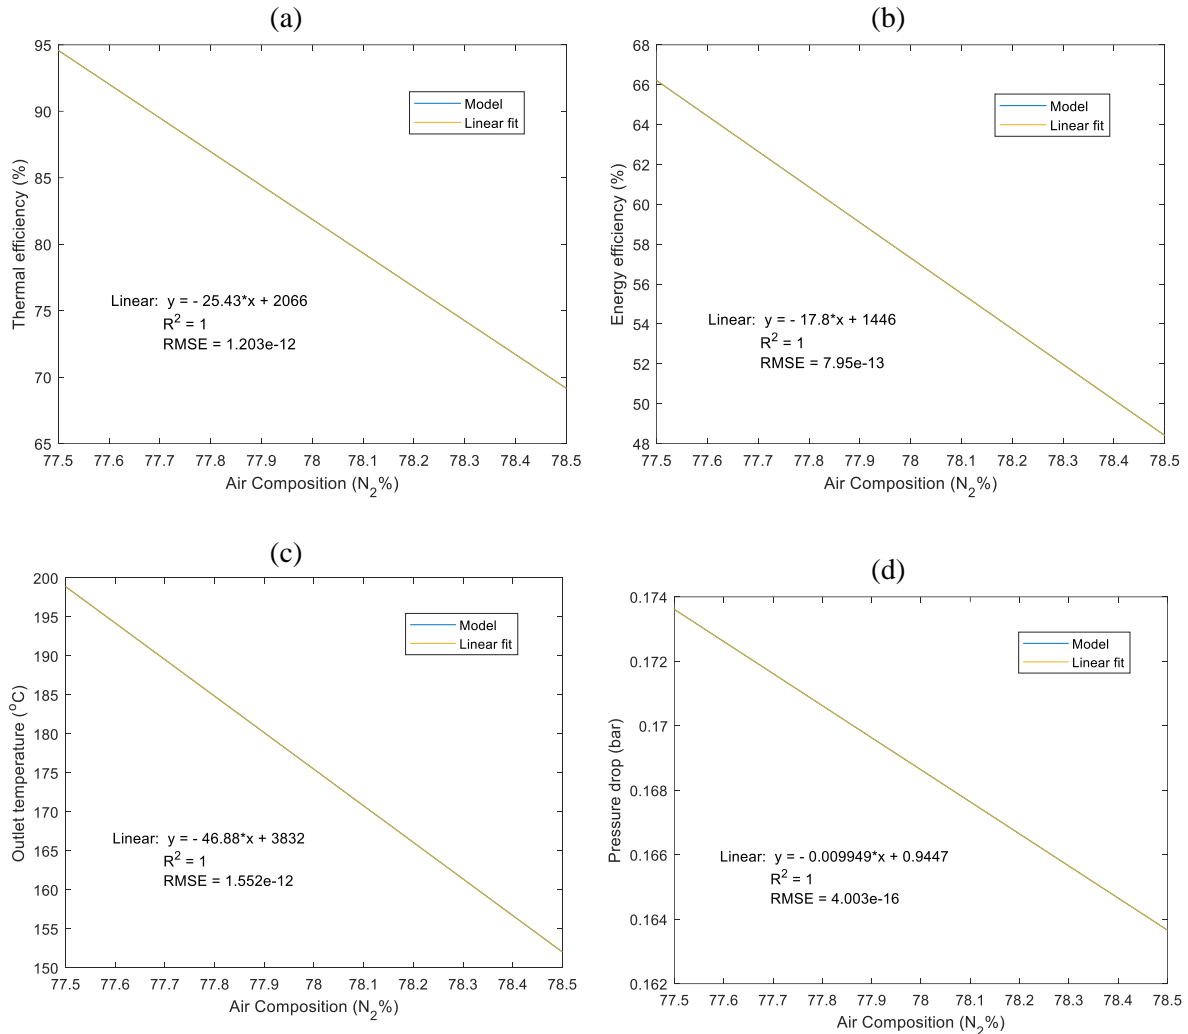 (a)
95
90
85
80
75
70
65
Thermal efficiency (%)
Model
Linear fit
Linear: y = - 25.43*x + 2066
R2 = 1
RMSE = 1.203e-12
77.5 77.6 77.7 77.8 77.9 78 78.1 78.2 78.3 78.4 78.5
Air Composition (N2%)
(b)
68
66
64
62
60
58
56
54
52
50
48
Energy efficiency (%)
Model
Linear fit
Linear: y = - 17.8*x + 1446
R2 = 1
RMSE = 7.95e-13
77.5 77.6 77.7 77.8 77.9 78 78.1 78.2 78.3 78.4 78.5
Air Composition (N2%)
(c)
200
195
190
185
180
175
170
165
160
155
150
Outlet temperature (oC)
Model
Linear fit
Linear: y = - 46.88*x + 3832
R2 = 1
RMSE = 1.552e-12
77.5 77.6 77.7 77.8 77.9 78 78.1 78.2 78.3 78.4 78.5
Air Composition (N2%)
(d)
0.174
0.172
0.17
0.168
0.166
0.164
0.162
Pressure drop (bar)
Model
Linear fit
Linear: y = - 0.009949*x + 0.9447
R2 = 1
RMSE = 4.003e-16
77.5 77.6 77.7 77.8 77.9 78 78.1 78.2 78.3 78.4 78.5
Air Composition (N2%)